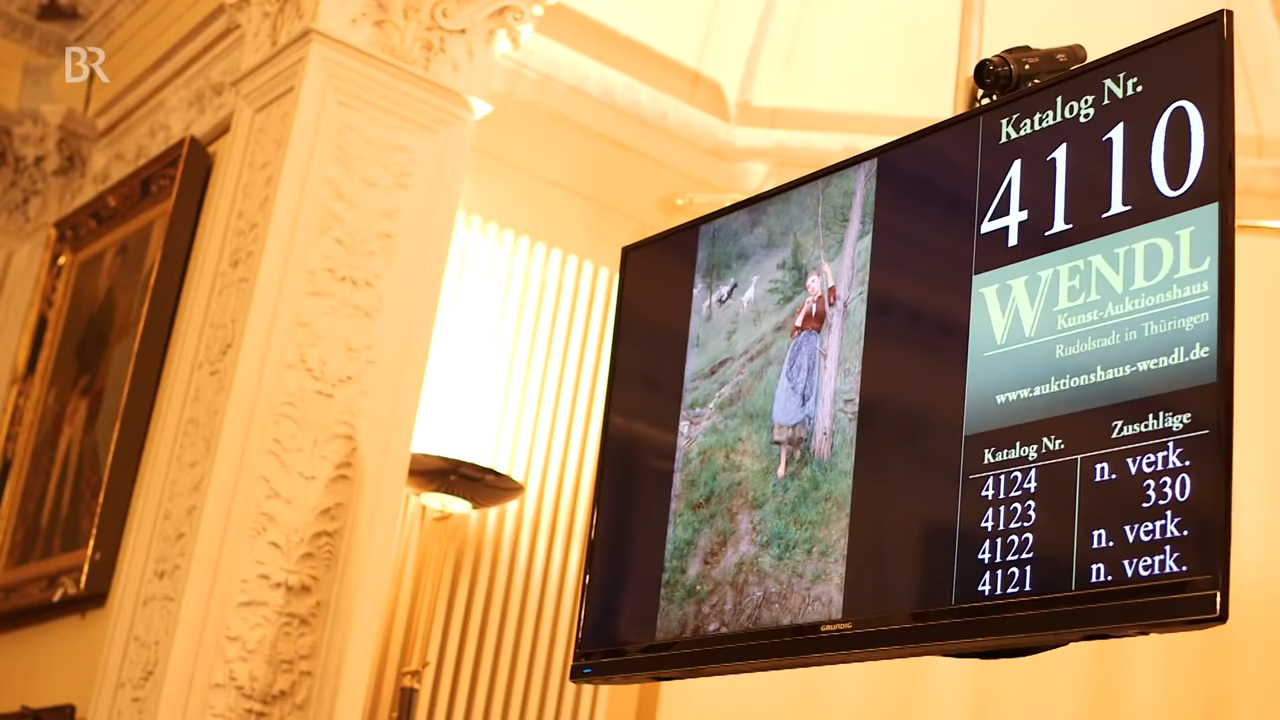 BR
Katalog Nr.
4110
WENDL
Kunst-Auktionshaus
Rudolstadt in Thüringen
www.auktionshaus-wendl.de
Katalog Nr. Zuschläge
4124 n. verk.
4123 330
4122 n. verk.
4121 n. verk.
GRUNDIG